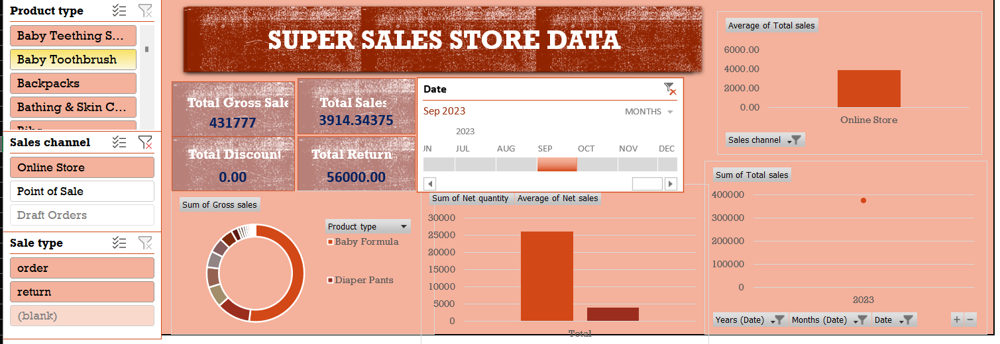 Product type
Baby Teething S...
Baby Toothbrush
Backpacks
Bathing & Skin C...
Sales channel
Online Store
Point of Sale
Draft Orders
Sale type
order
return
(blank)
SUPER SALES STORE DATA
Total Gross Sale
431777
Total Sales
3914.34375
Total Discount
0.00
Total Return
56000.00
Date
Sep 2023
MONTHS
2023
JUL AUG SEP OCT NOV DEC
Sum of Gross sales
Product type
Baby Formula
Diaper Pants
Sum of Net quantity Average of Net sales
30000
25000
20000
15000
10000
5000
0
Total
Average of Total sales
6000.00
4000.00
2000.00
0.00
Online Store
Sales channel
Sum of Total sales
400000
300000
200000
100000
0
2023
Years (Date) Months (Date) Date + −